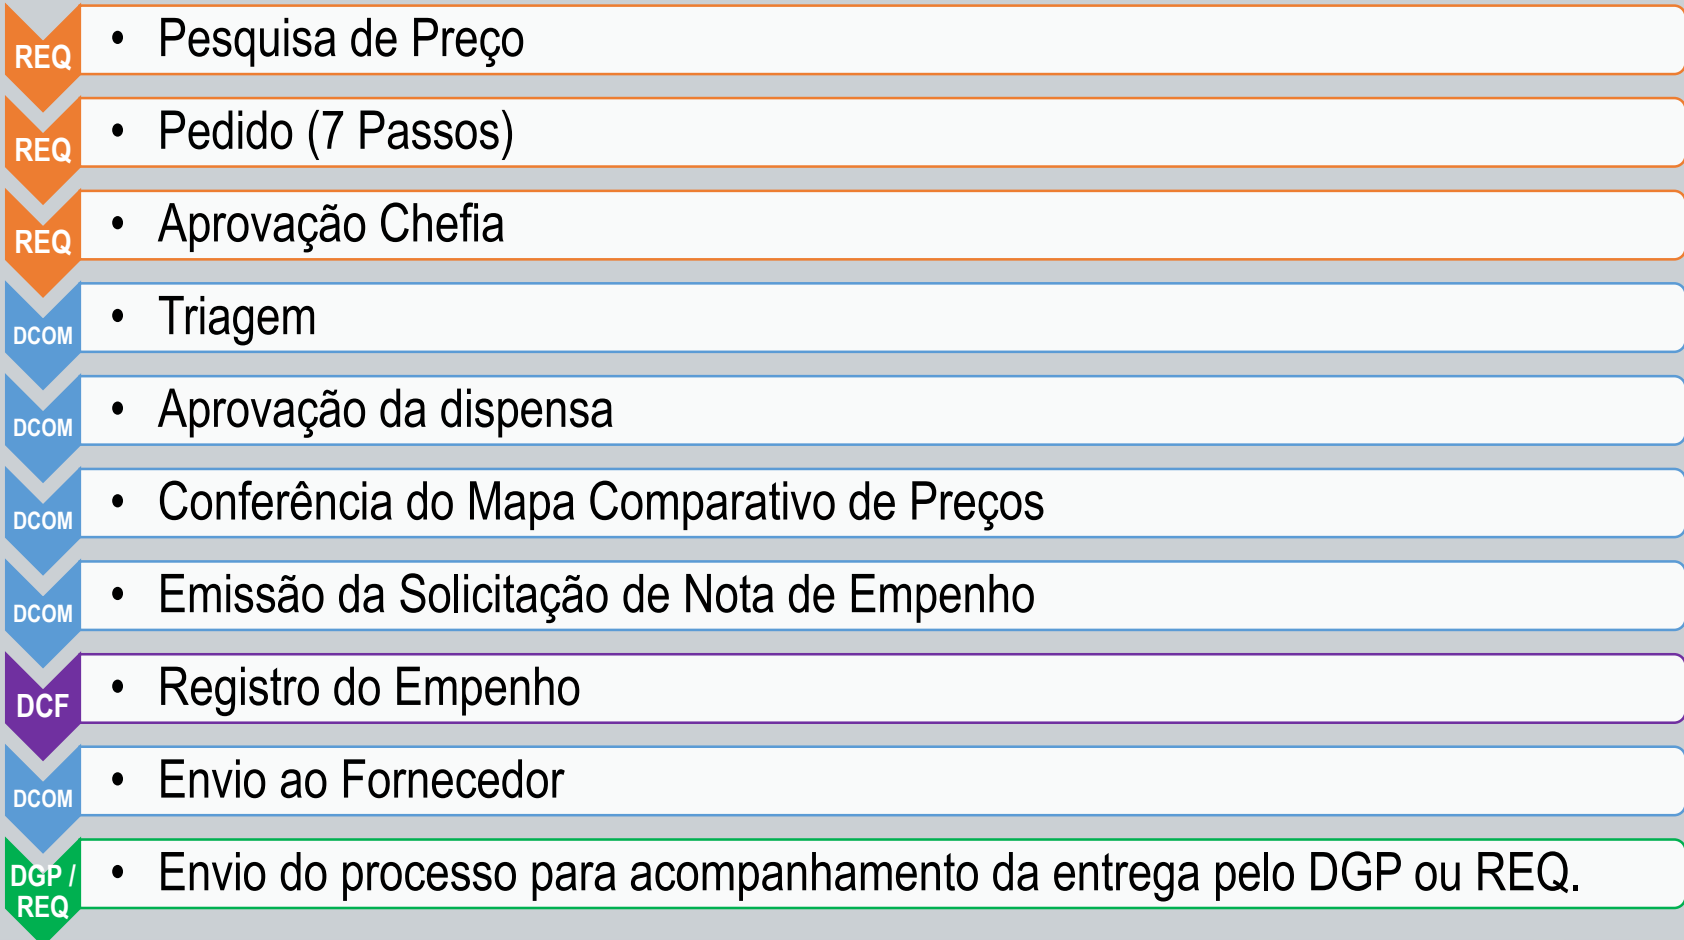 REQ • Pesquisa de Preço
REQ • Pedido (7 Passos)
REQ • Aprovação Chefia
DCOM • Triagem
DCOM • Aprovação da dispensa
DCOM • Conferência do Mapa Comparativo de Preços
DCOM • Emissão da Solicitação de Nota de Empenho
DCF • Registro do Empenho
DCOM • Envio ao Fornecedor
DGP /
REQ
• Envio do processo para acompanhamento da entrega pelo DGP ou REQ.